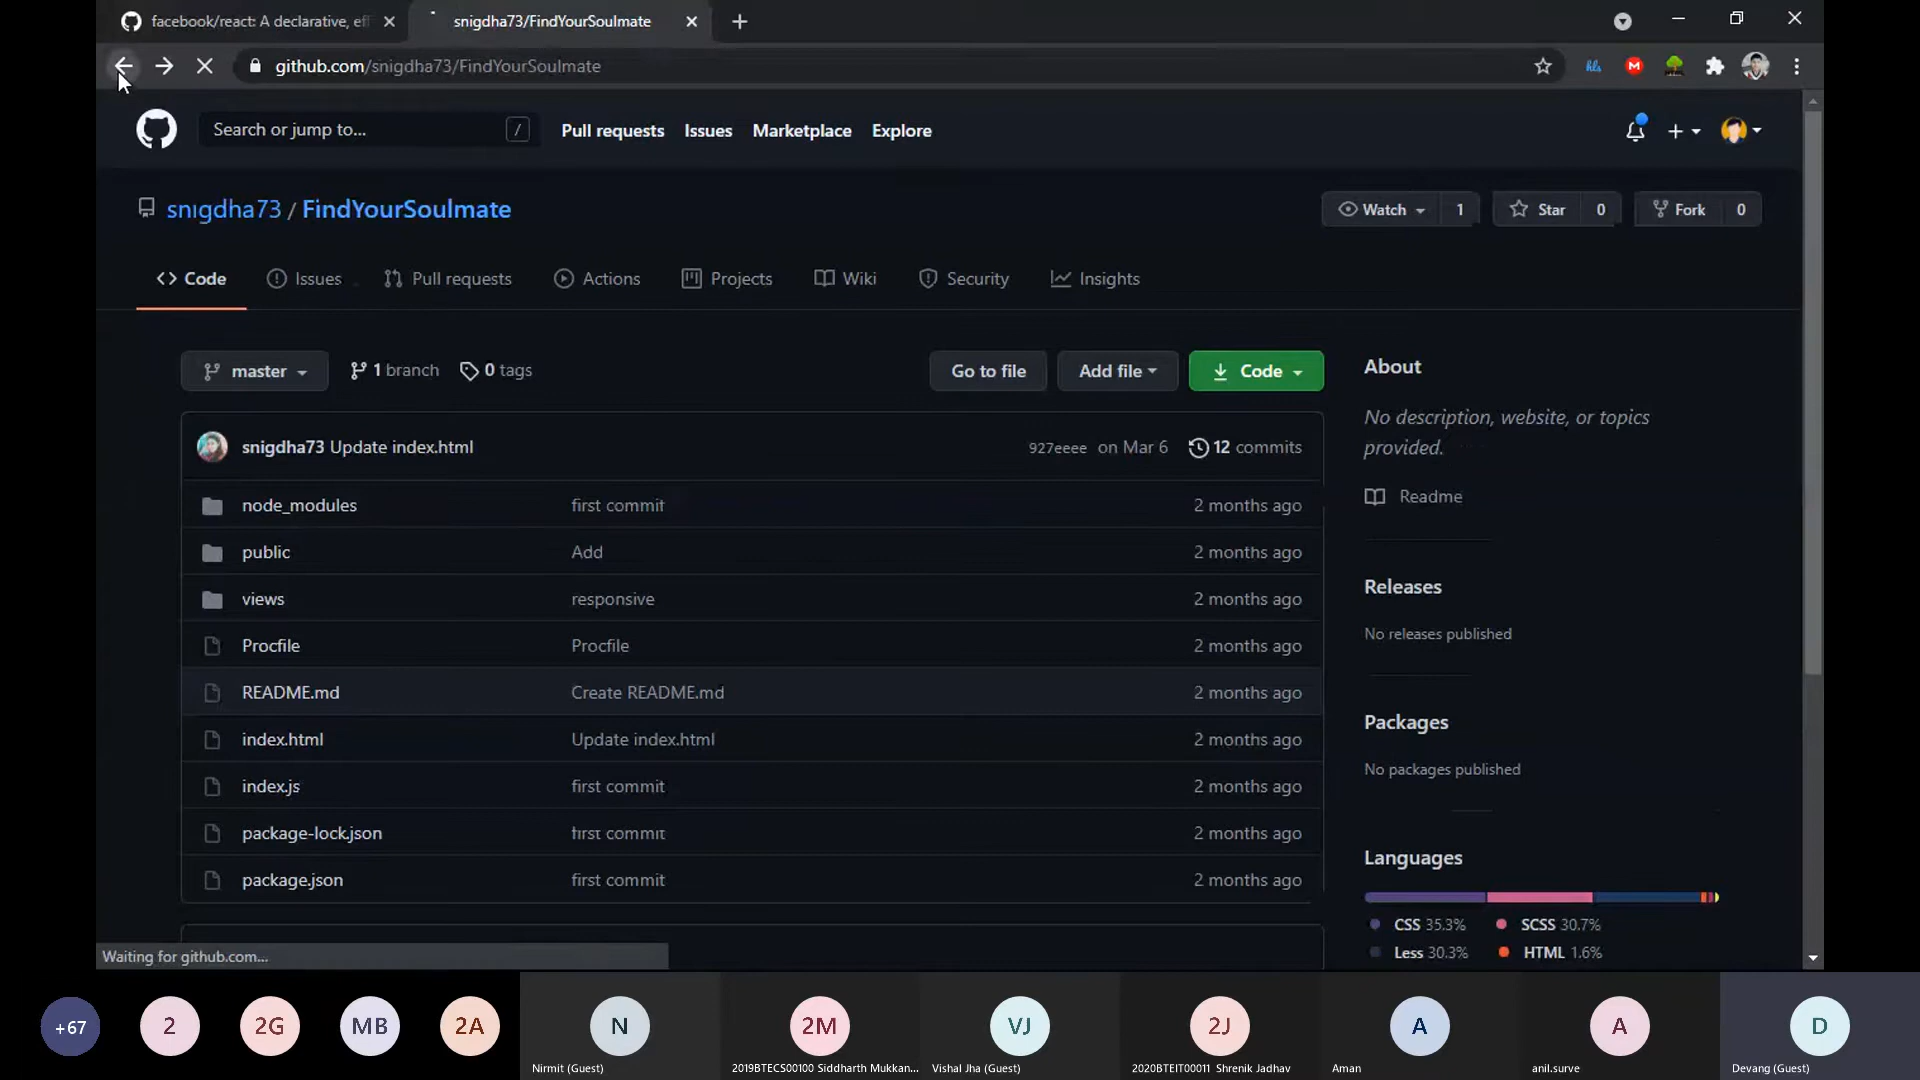 facebook/react: A declarative, ef
snigdha73/FindYourSoulmate
github.com/snigdha73/FindYourSoulmate
Search or jump to... /
Pull requests Issues Marketplace Explore
snigdha73 / FindYourSoulmate
Watch 1 Star 0 Fork 0
Code Issues Pull requests Actions Projects Wiki Security Insights
master 1 branch 0 tags Go to file Add file Code
About
No description, website, or topics
provided.
Readme
snigdha73 Update index.html 927eeee on Mar 6 12 commits
node_modules first commit 2 months ago
public Add 2 months ago
views responsive 2 months ago
Procfile Procfile 2 months ago
README.md Create README.md 2 months ago
index.html Update index.html 2 months ago
index.js first commit 2 months ago
package-lock.json first commit 2 months ago
package.json first commit 2 months ago
Releases
No releases published
Packages
No packages published
Languages
CSS 35.3% SCSS 30.7%
Less 30.3% HTML 1.6%
Waiting for github.com...
+67 2 2G MB 2A N 2M VJ 2J A A D
Nirmit (Guest) 2019BTECS00100 Siddharth Mukkan... Vishal Jha (Guest) 2020BTEIT00011 Shrenik Jadhav Aman anil.surve Devang (Guest)